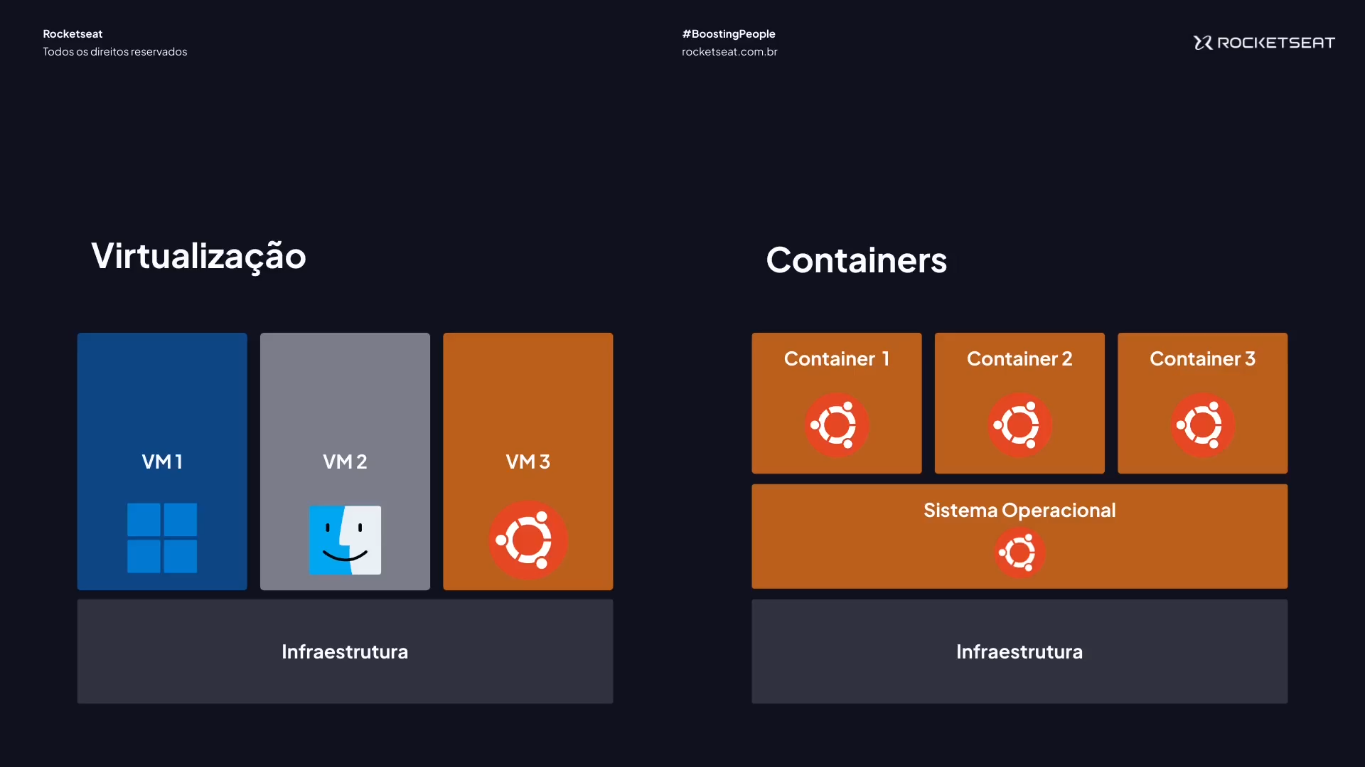 Rocketseat
Todos os direitos reservados
#BoostingPeople
rocketseat.com.br
ROCKETSEAT
Virtualização
VM 1
VM 2
VM 3
Infraestrutura
Containers
Container 1
Container 2
Container 3
Sistema Operacional
Infraestrutura